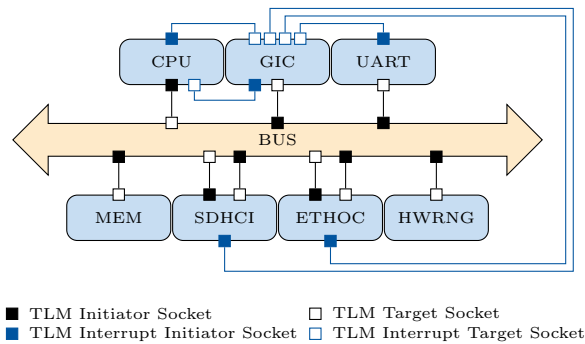 CPU GIC UART
BUS
MEM SDHCI ETHOC HWRNG
TLM Initiator Socket TLM Target Socket
TLM Interrupt Initiator Socket TLM Interrupt Target Socket